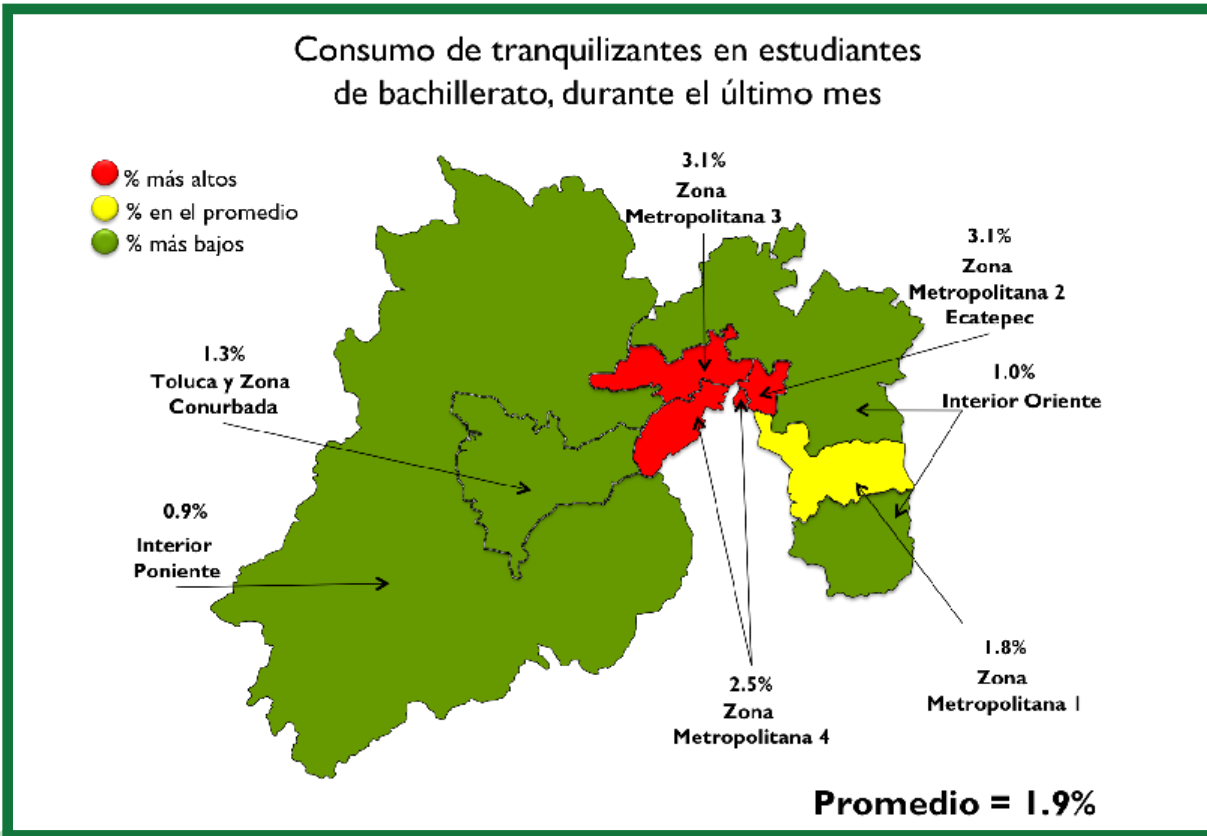 Consumo de tranquilizantes en estudiantes
de bachillerato, durante el último mes
% más altos
% en el promedio
% más bajos
3.1%
Zona
Metropolitana 3
3.1%
Zona
Metropolitana 2
Ecatepec
1.3%
Toluca y Zona
Conurbada
1.0%
Interior Oriente
0.9%
Interior
Poniente
1.8%
Zona
Metropolitana 1
2.5%
Zona
Metropolitana 4
Promedio = 1.9%